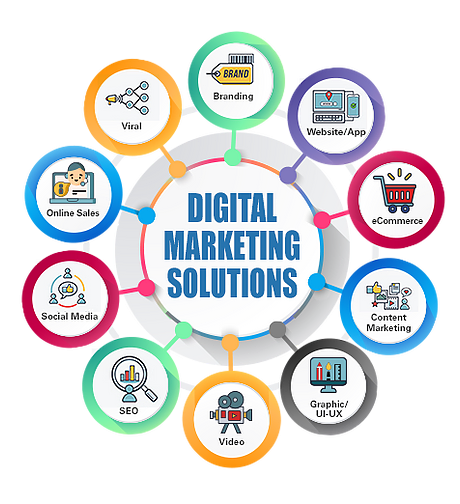 DIGITAL
MARKETING
SOLUTIONS
BRAND
Branding
Website/App
eCommerce
Content
Marketing
Graphic/
UI-UX
Video
SEO
Social Media
Online Sales
Viral